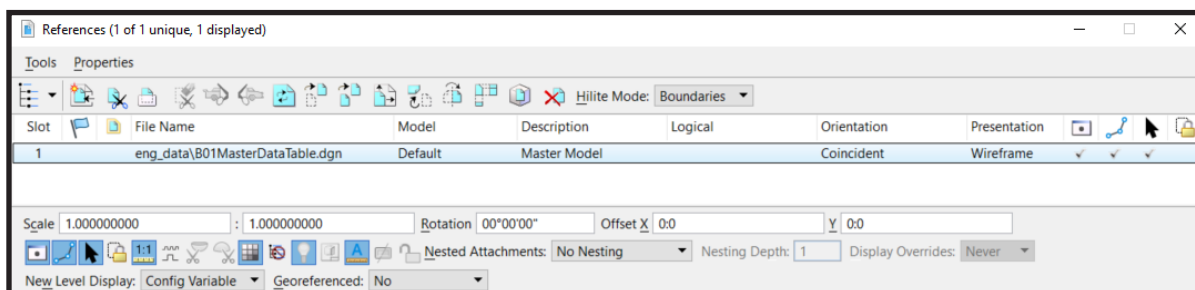 References (1 of 1 unique, 1 displayed)
Tools Properties
Hilite Mode: Boundaries
Slot File Name Model Description Logical Orientation Presentation
1 eng_data\B01MasterDataTable.dgn Default Master Model Coincident Wireframe
Scale 1.000000000 : 1.000000000 Rotation 00°00'00" Offset X 0:0 Y 0:0
1:1 A Nested Attachments: No Nesting Nesting Depth: 1 Display Overrides: Never
New Level Display: Config Variable Georeferenced: No